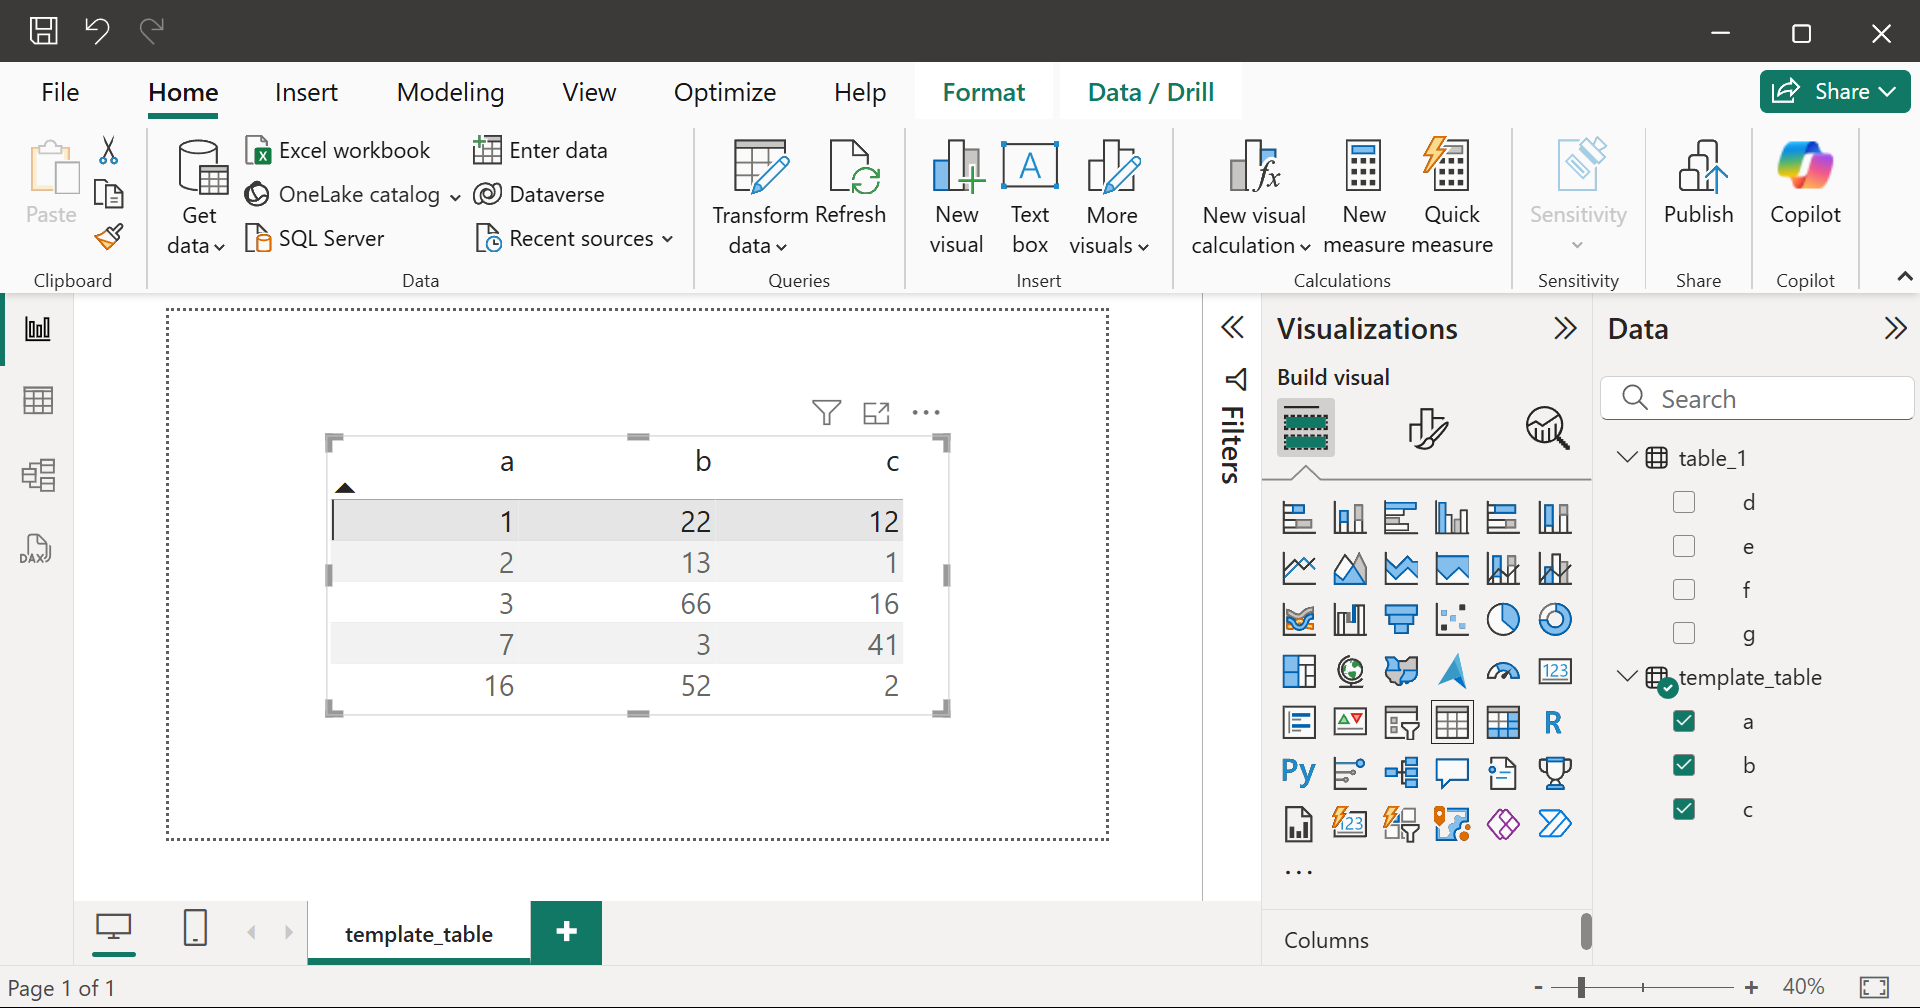 File Home Insert Modeling View Optimize Help Format Data / Drill Share
Paste
Clipboard
Get data
Excel workbook
OneLake catalog
SQL Server
Enter data
Dataverse
Recent sources
Data
Transform data
Refresh
Queries
New visual
Text box
More visuals
Insert
New visual calculation
New measure
Quick measure
Calculations
Sensitivity
Sensitivity
Publish
Share
Copilot
Copilot
DAX
a b c
1 22 12
2 13 1
3 66 16
7 3 41
16 52 2
Filters
Visualizations
Build visual
123
R
Py
123
Columns
Data
Search
table_1
d
e
f
g
template_table
a
b
c
template_table
Page 1 of 1
- + 40%